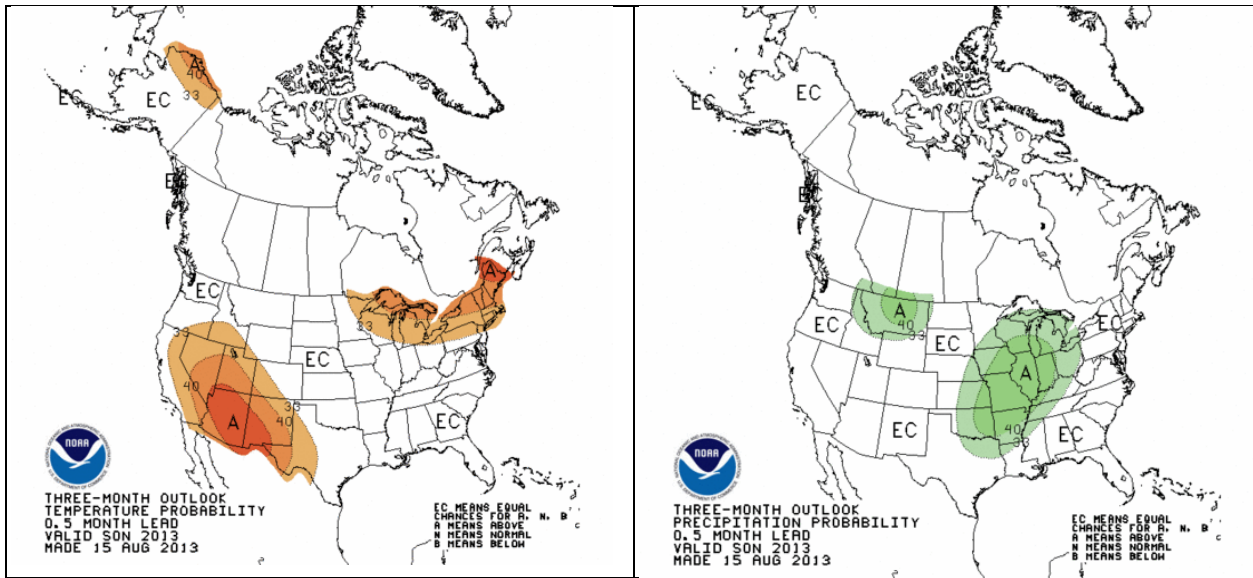 A
40
33
EC
EC
EC
A
EC
33
33
EC
40
33
40
A
EC
NOAA
THREE-MONTH OUTLOOK
TEMPERATURE PROBABILITY
0.5 MONTH LEAD
VALID SON 2013
MADE 15 AUG 2013
EC MEANS EQUAL
CHANCES FOR A, N, B
A MEANS ABOVE
N MEANS NORMAL
B MEANS BELOW
EC
EC
EC
A
40
33
EC
EC
EC
A
EC
40
33
EC
NOAA
THREE-MONTH OUTLOOK
PRECIPITATION PROBABILITY
0.5 MONTH LEAD
VALID SON 2013
MADE 15 AUG 2013
EC MEANS EQUAL
CHANCES FOR A, N, B
A MEANS ABOVE
N MEANS NORMAL
B MEANS BELOW